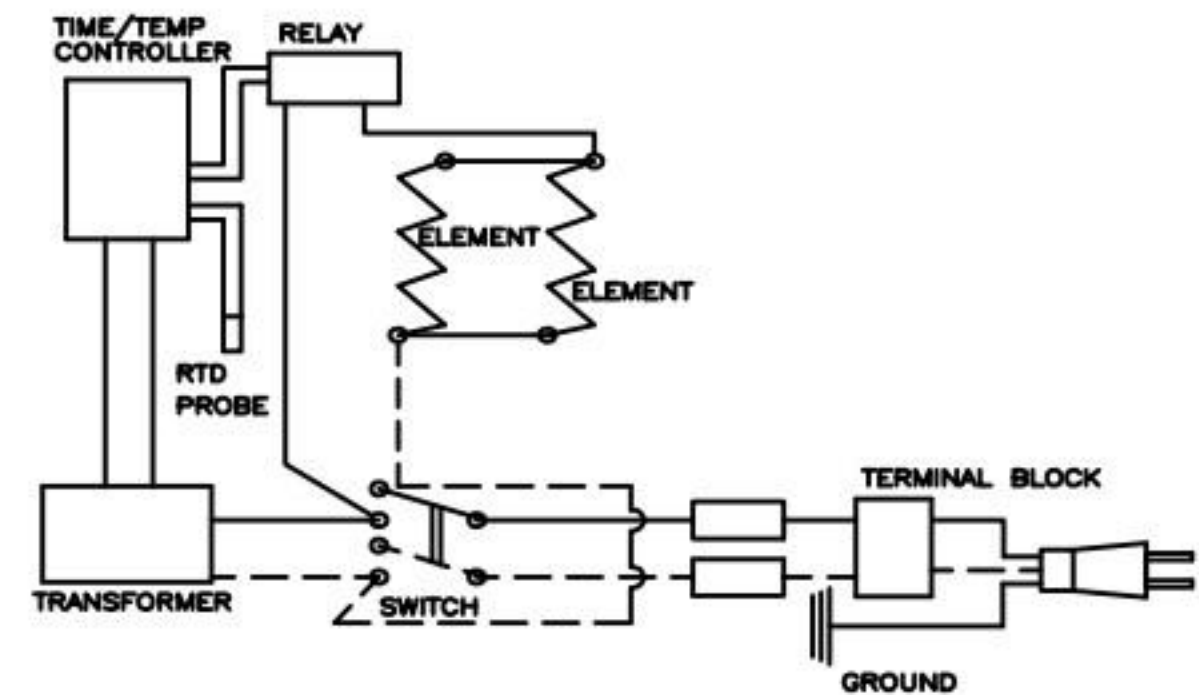 TIME/TEMP
CONTROLLER
RELAY
ELEMENT
ELEMENT
RTD
PROBE
TERMINAL BLOCK
TRANSFORMER
SWITCH
GROUND